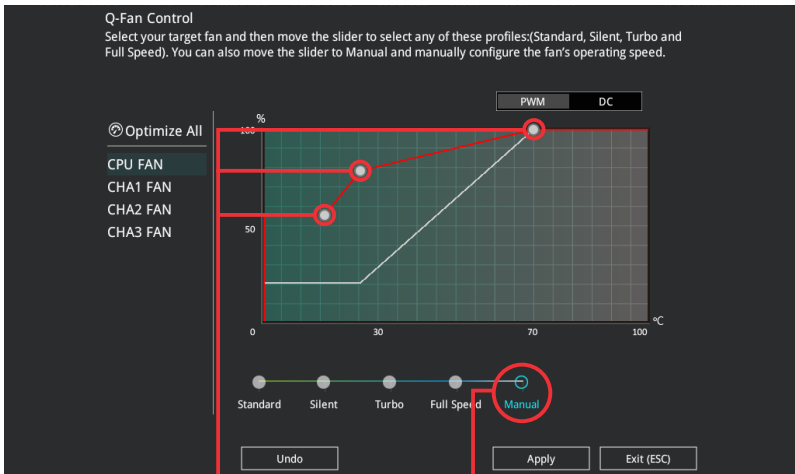 Q-Fan Control
Select your target fan and then move the slider to select any of these profiles:(Standard, Silent, Turbo and
Full Speed). You can also move the slider to Manual and manually configure the fan's operating speed.
PWM DC
Optimize All
CPU FAN
CHA1 FAN
CHA2 FAN
CHA3 FAN
%
100
50
0 30 70 100
ºC
Standard Silent Turbo Full Speed Manual
Undo Apply Exit (ESC)